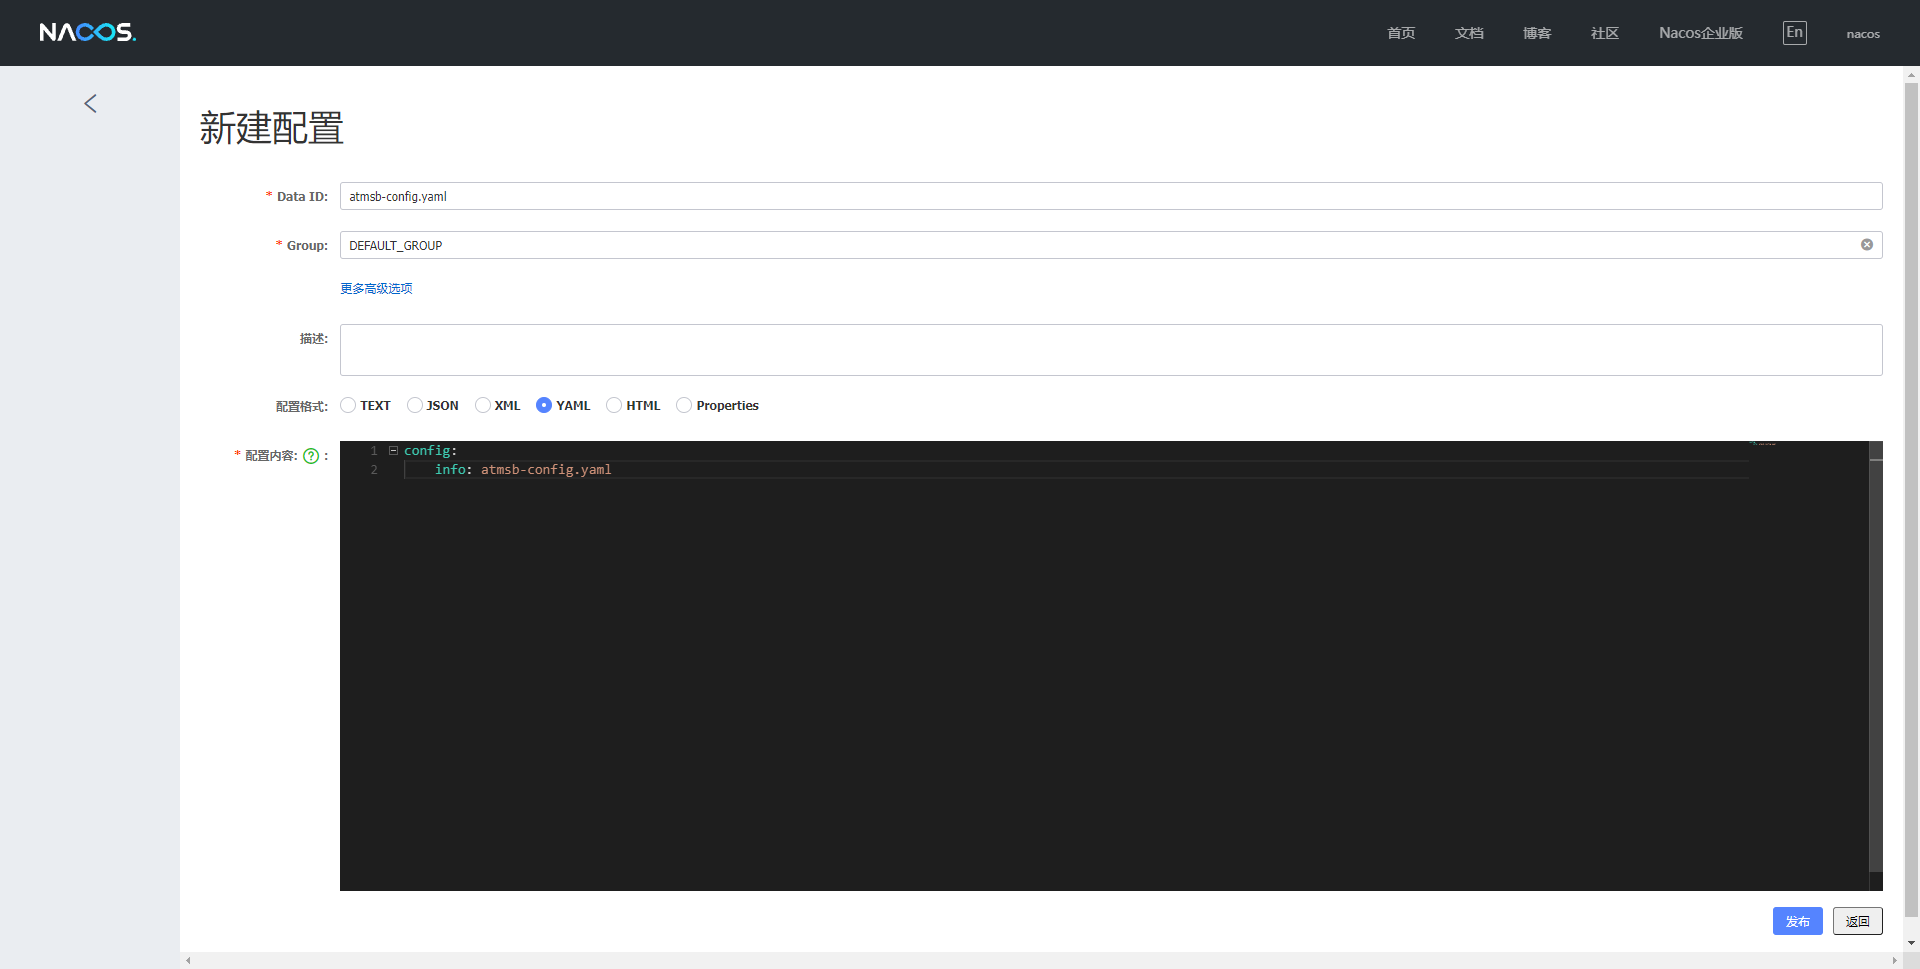 NACOS.
首页 文档 博客 社区 Nacos企业版 En nacos
新建配置
* Data ID: atmsb-config.yaml
* Group: DEFAULT_GROUP
更多高级选项
描述:
配置格式: TEXT JSON XML YAML HTML Properties
* 配置内容: ? :
1 config:
2 info: atmsb-config.yaml
发布 返回